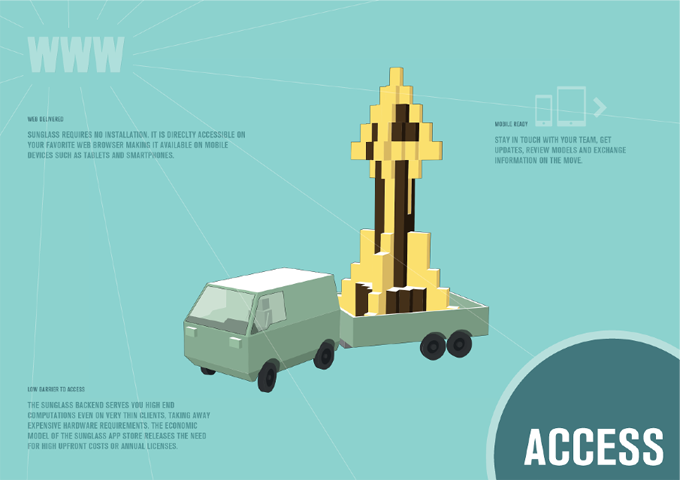 WWW
WEB DELIVERED
SUNGLASS REQUIRES NO INSTALLATION. IT IS DIRECLTY ACCESSIBLE ON
YOUR FAVORITE WEB BROWSER MAKING IT AVAILABLE ON MOBILE
DEVICES SUCH AS TABLETS AND SMARTPHONES.
MOBILE READY
STAY IN TOUCH WITH YOUR TEAM, GET
UPDATES, REVIEW MODELS AND EXCHANGE
INFORMATION ON THE MOVE.
LOW BARRIER TO ACCESS
THE SUNGLASS BACKEND SERVES YOU HIGH END
COMPUTATIONS EVEN ON VERY THIN CLIENTS, TAKING AWAY
EXPENSIVE HARDWARE REQUIREMENTS. THE ECONOMIC
MODEL OF THE SUNGLASS APP STORE RELEASES THE NEED
FOR HIGH UPFRONT COSTS OR ANNUAL LICENSES.
ACCESS